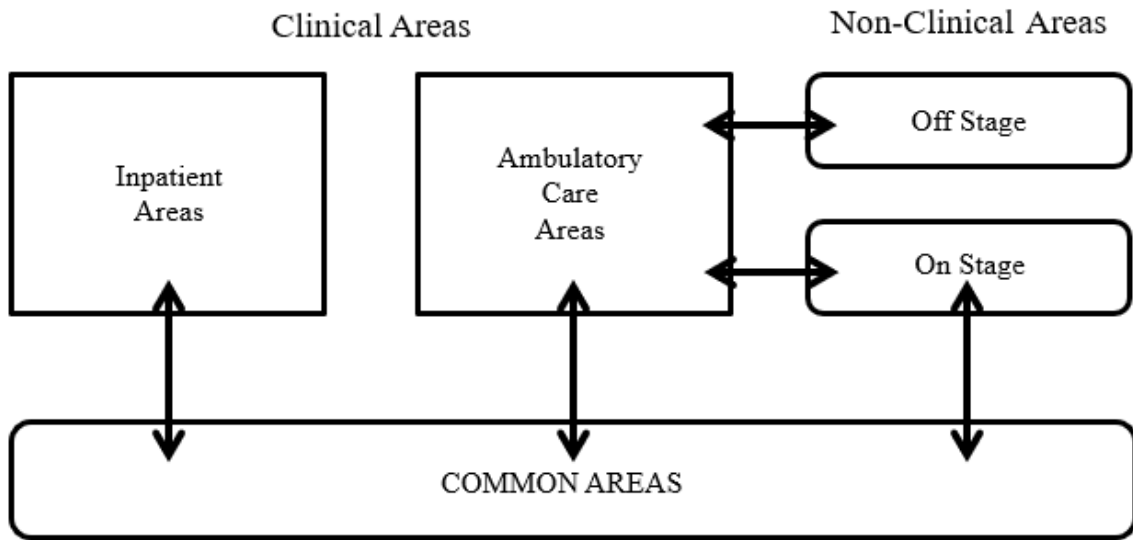 Clinical Areas
Non-Clinical Areas
Inpatient
Areas
Ambulatory
Care
Areas
Off Stage
On Stage
COMMON AREAS